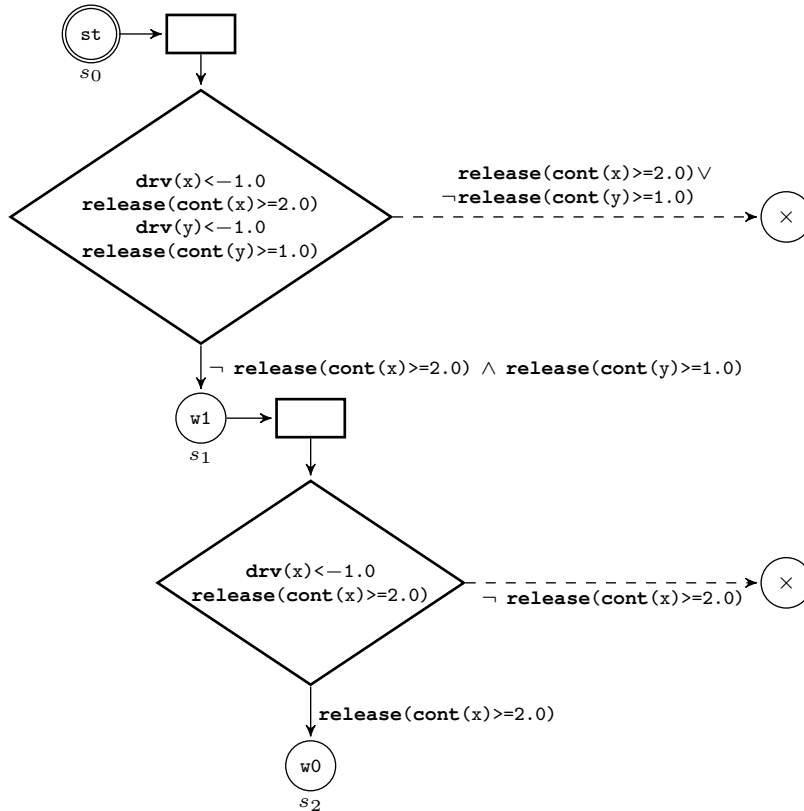 st
s0
drv(x)<−1.0
release(cont(x)>=2.0)
drv(y)<−1.0
release(cont(y)>=1.0)
release(cont(x)>=2.0)∨
¬release(cont(y)>=1.0)
×
¬ release(cont(x)>=2.0) ∧ release(cont(y)>=1.0)
w1
s1
drv(x)<−1.0
release(cont(x)>=2.0)
¬ release(cont(x)>=2.0)
×
release(cont(x)>=2.0)
w0
s2